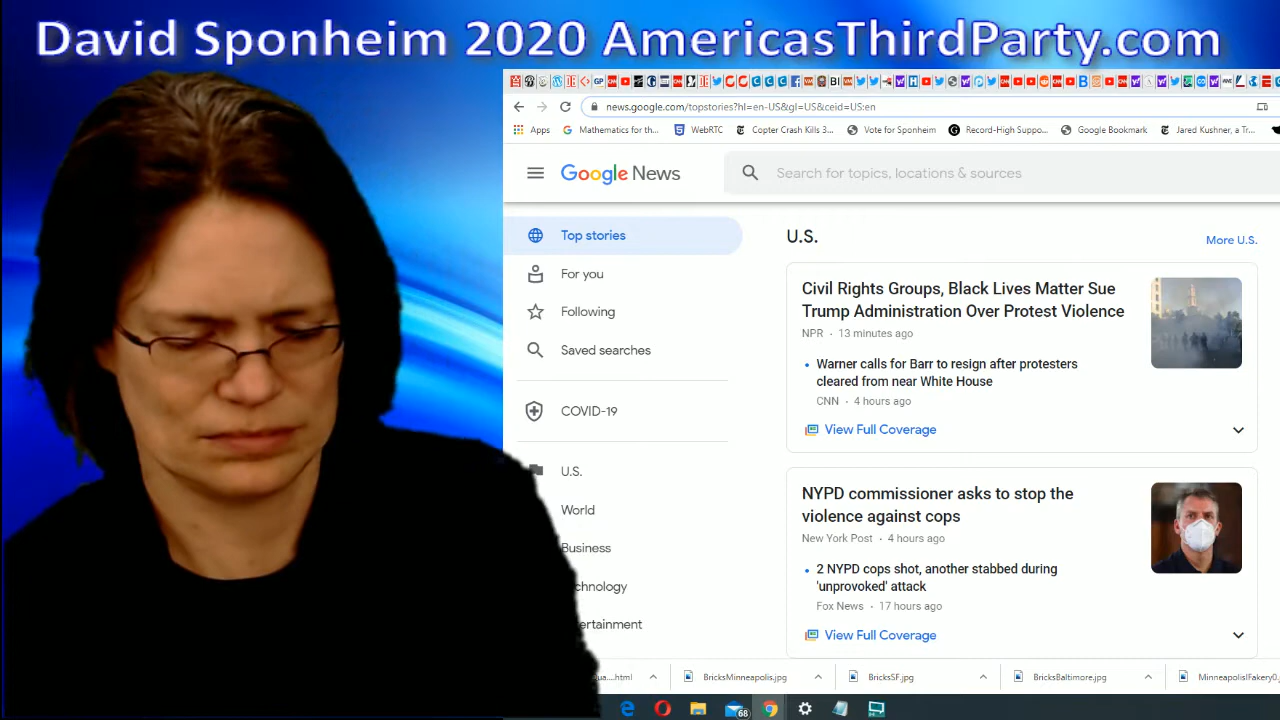 David Sponheim 2020 AmericasThirdParty.com
news.google.com/topstories?hl=en-US&gl=US&ceid=US:en
Apps Mathematics for th... WebRTC Copter Crash Kills 3... Vote for Sponheim Record-High Suppo... Google Bookmark Jared Kushner, a Tr...
Google News
Search for topics, locations & sources
Top stories
For you
Following
Saved searches
COVID-19
U.S.
World
Business
chnology
ertainment
U.S.
More U.S.
Civil Rights Groups, Black Lives Matter Sue
Trump Administration Over Protest Violence
NPR • 13 minutes ago
Warner calls for Barr to resign after protesters
cleared from near White House
CNN • 4 hours ago
View Full Coverage
NYPD commissioner asks to stop the
violence against cops
New York Post • 4 hours ago
2 NYPD cops shot, another stabbed during
'unprovoked' attack
Fox News • 17 hours ago
View Full Coverage
qua....html BricksMinneapolis.jpg BricksSF.jpg BricksBaltimore.jpg MinneapolisFakery0.
68